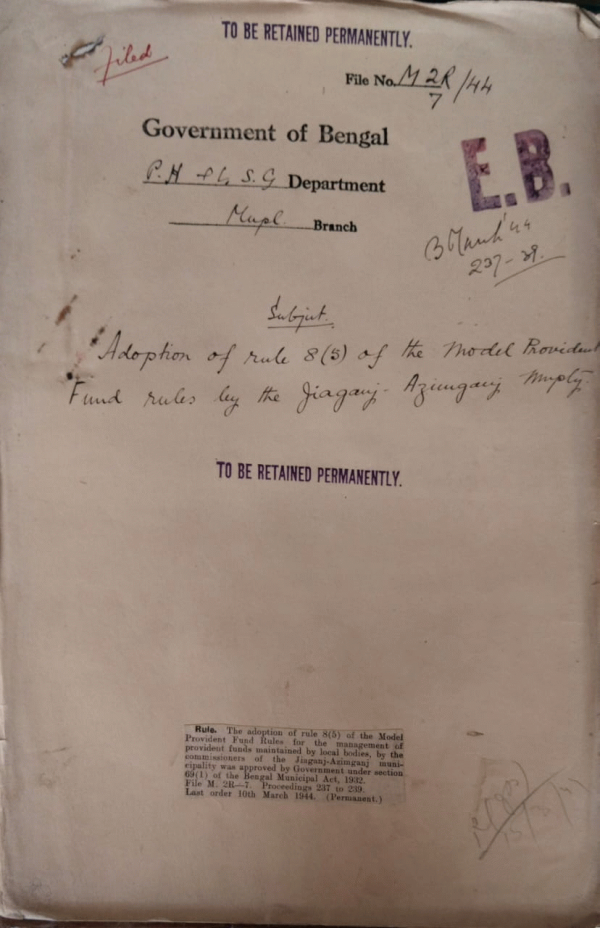 TO BE RETAINED PERMANENTLY.
filed
File No. M 2R/7 /44
Government of Bengal
P. H & L. S. G Department
Mupl. Branch
E.B.
B March '44
237-39.
Subject.
Adoption of rule 8(5) of the Model Provident
Fund rules by the Jiaganj-Azimganj Mupty.
TO BE RETAINED PERMANENTLY.
Rule. The adoption of rule 8(5) of the Model
Provident Fund Rules for the management of
provident funds maintained by local bodies, by the
commissioners of the Jiaganj-Azimganj muni-
cipality was approved by Government under section
69(1) of the Bengal Municipal Act, 1932.
File M. 2R—7. Proceedings 237 to 239.
Last order 10th March 1944. (Permanent.)